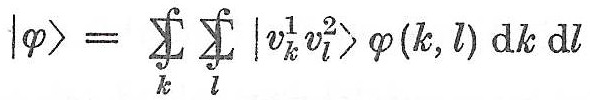 |φ⟩ = ⨋_k ⨋_l |v_k^1 v_l^2⟩ φ(k, l) dk dl